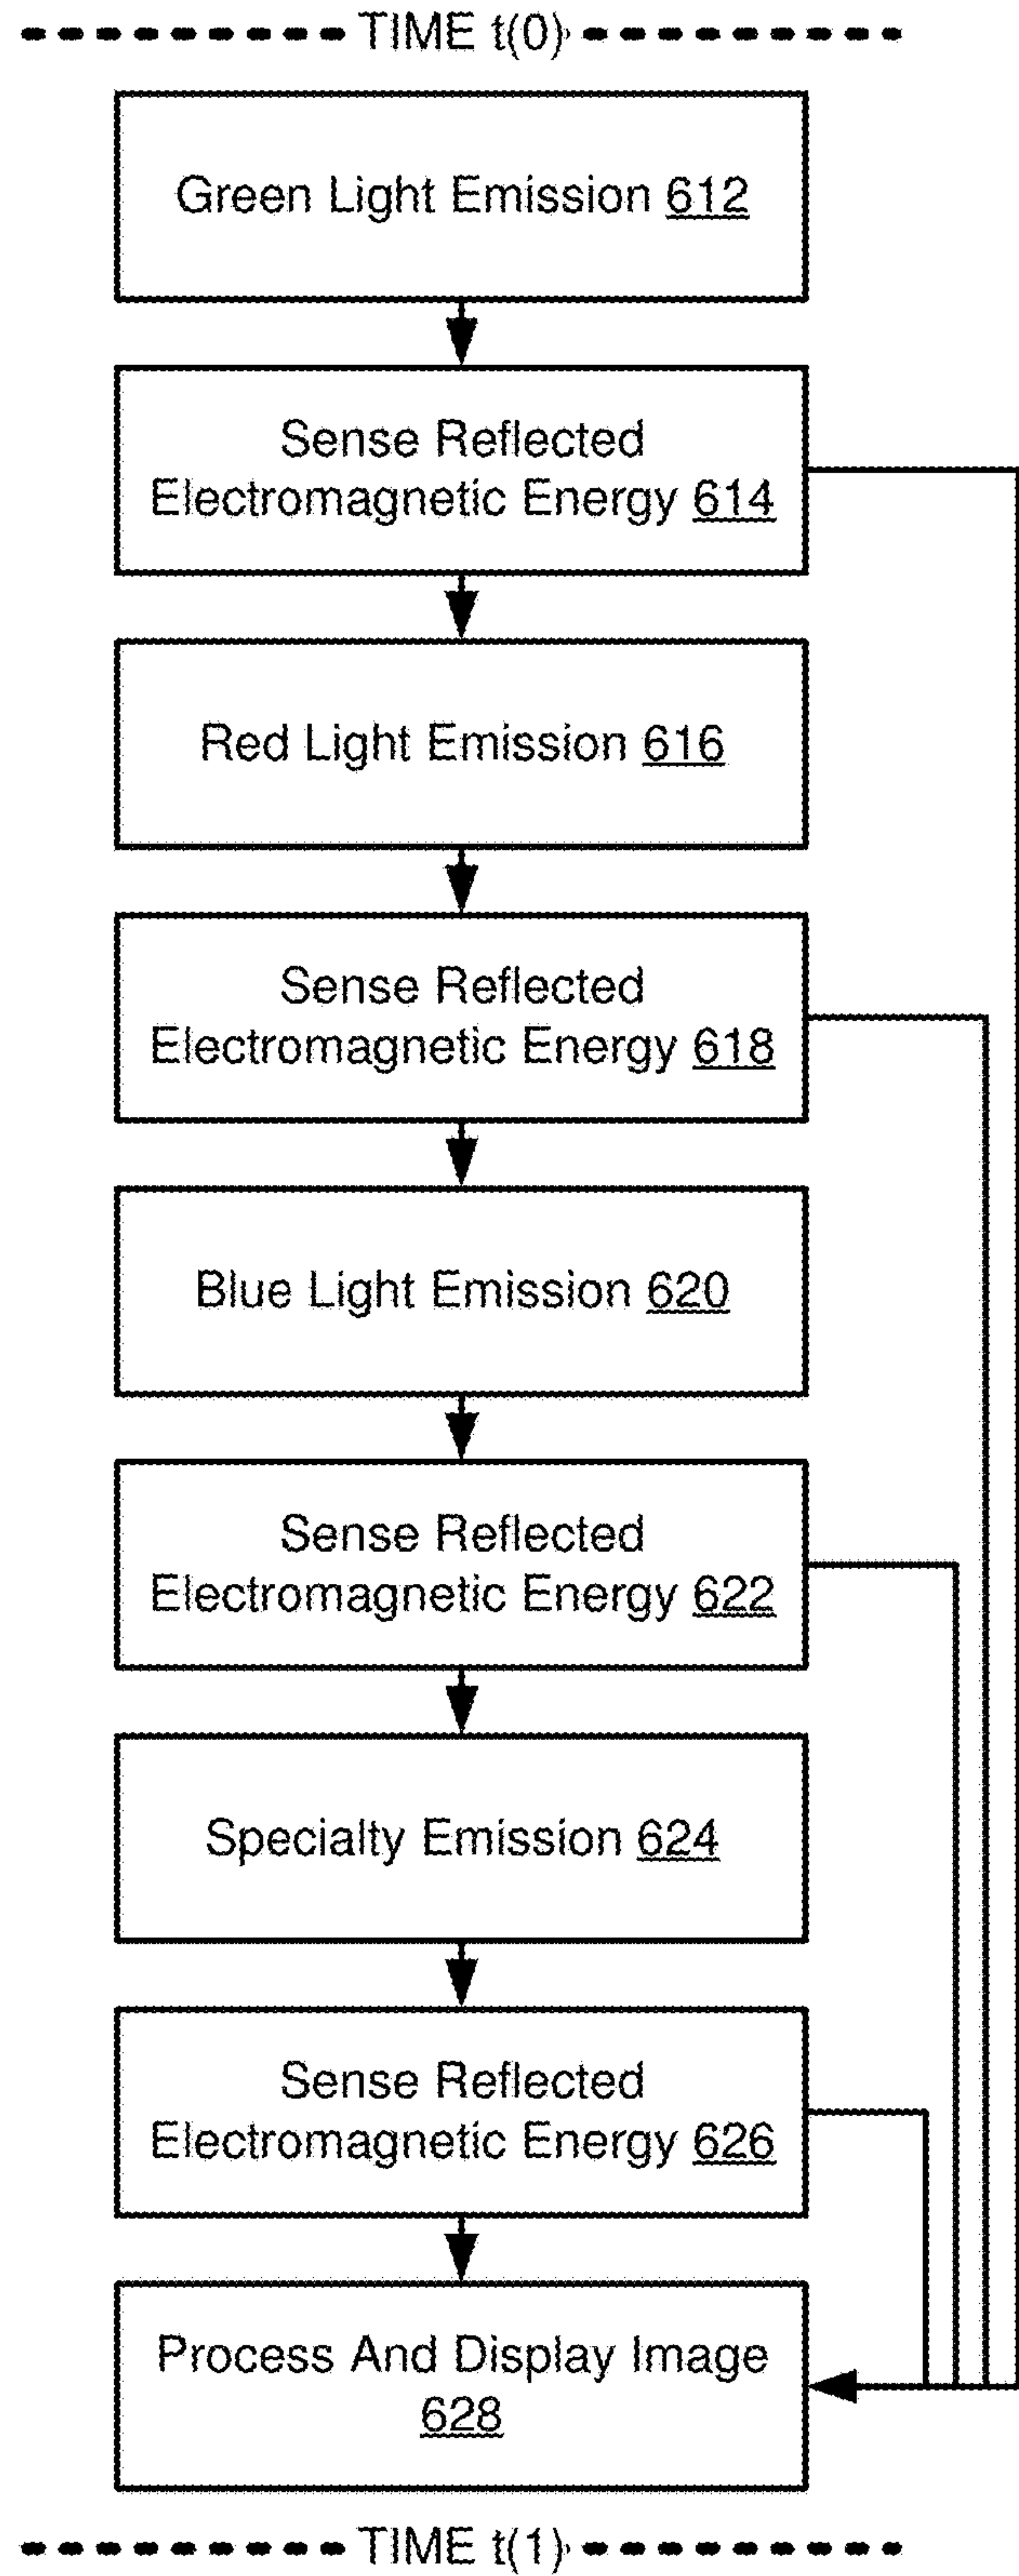 TIME t(0)
Green Light Emission 612
Sense Reflected
Electromagnetic Energy 614
Red Light Emission 616
Sense Reflected
Electromagnetic Energy 618
Blue Light Emission 620
Sense Reflected
Electromagnetic Energy 622
Specialty Emission 624
Sense Reflected
Electromagnetic Energy 626
Process And Display Image
628
TIME t(1)